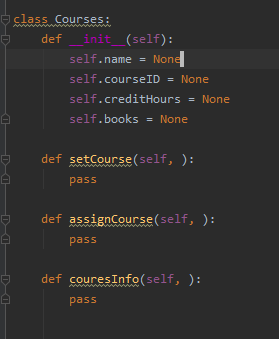 class Courses:
def __init__(self):
self.name = None
self.courseID = None
self.creditHours = None
self.books = None
def setCourse(self, ):
pass
def assignCourse(self, ):
pass
def couresInfo(self, ):
pass